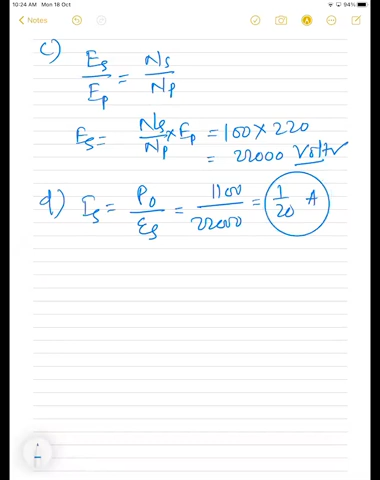 10:24 AM Mon 18 Oct
94%
Notes
c) Es/Ep = Ns/Np
Es = Ns/Np × Ep = 100 × 220
= 22000 Volts
d) Is = Po/Es = 1100/22000 = 1/20 A